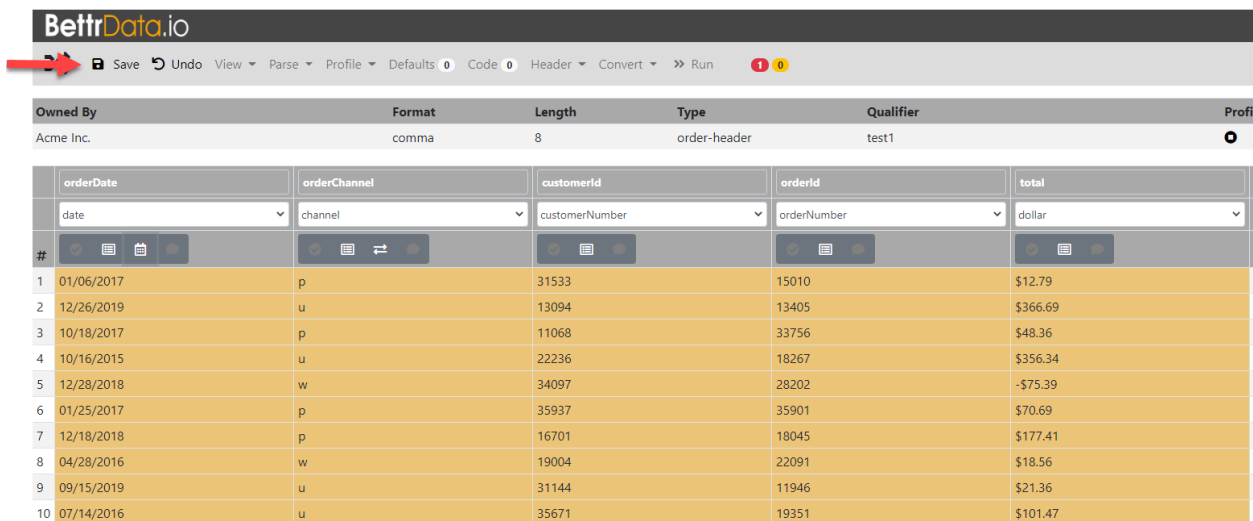 BettrData.io
Save Undo View Parse Profile Defaults 0 Code 0 Header Convert Run 1 0
Owned By Format Length Type Qualifier Profi
Acme Inc. comma 8 order-header test1
orderDate orderChannel customerId orderId total
date channel customerNumber orderNumber dollar
#
1 01/06/2017 p 31533 15010 $12.79
2 12/26/2019 u 13094 13405 $366.69
3 10/18/2017 p 11068 33756 $48.36
4 10/16/2015 u 22236 18267 $356.34
5 12/28/2018 w 34097 28202 -$75.39
6 01/25/2017 p 35937 35901 $70.69
7 12/18/2018 p 16701 18045 $177.41
8 04/28/2016 w 19004 22091 $18.56
9 09/15/2019 u 31144 11946 $21.36
10 07/14/2016 u 35671 19351 $101.47